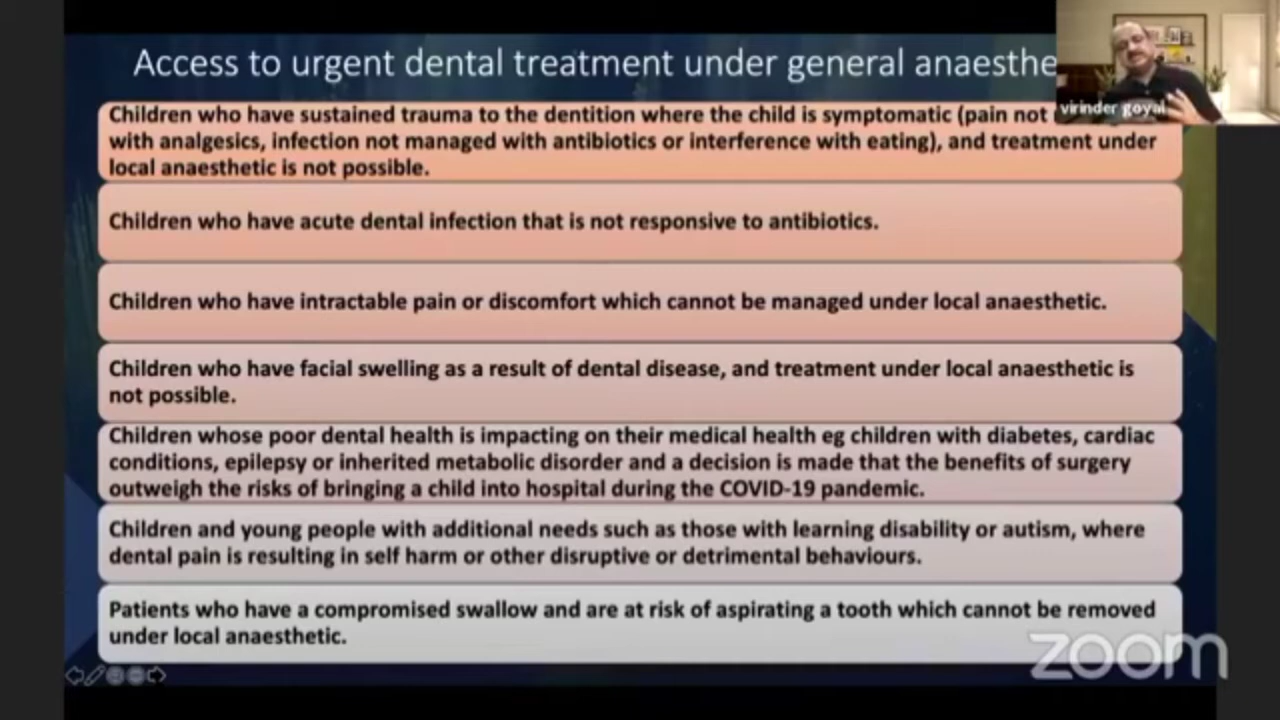 Access to urgent dental treatment under general anaesthe
virinder goyal
Children who have sustained trauma to the dentition where the child is symptomatic (pain not
with analgesics, infection not managed with antibiotics or interference with eating), and treatment under
local anaesthetic is not possible.
Children who have acute dental infection that is not responsive to antibiotics.
Children who have intractable pain or discomfort which cannot be managed under local anaesthetic.
Children who have facial swelling as a result of dental disease, and treatment under local anaesthetic is
not possible.
Children whose poor dental health is impacting on their medical health eg children with diabetes, cardiac
conditions, epilepsy or inherited metabolic disorder and a decision is made that the benefits of surgery
outweigh the risks of bringing a child into hospital during the COVID-19 pandemic.
Children and young people with additional needs such as those with learning disability or autism, where
dental pain is resulting in self harm or other disruptive or detrimental behaviours.
Patients who have a compromised swallow and are at risk of aspirating a tooth which cannot be removed
under local anaesthetic.
zoom